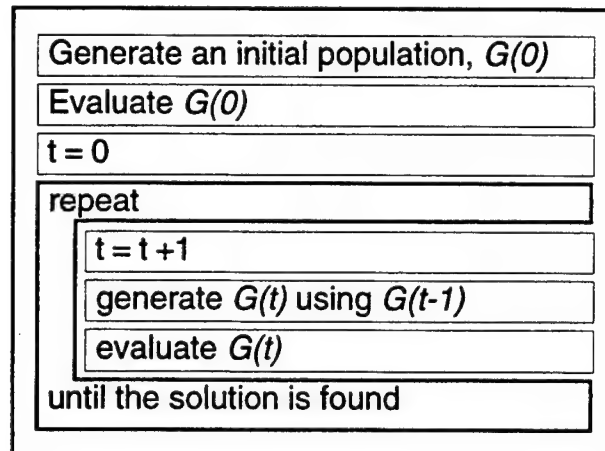 Generate an initial population, G(0)
Evaluate G(0)
t = 0
repeat
t = t +1
generate G(t) using G(t-1)
evaluate G(t)
until the solution is found